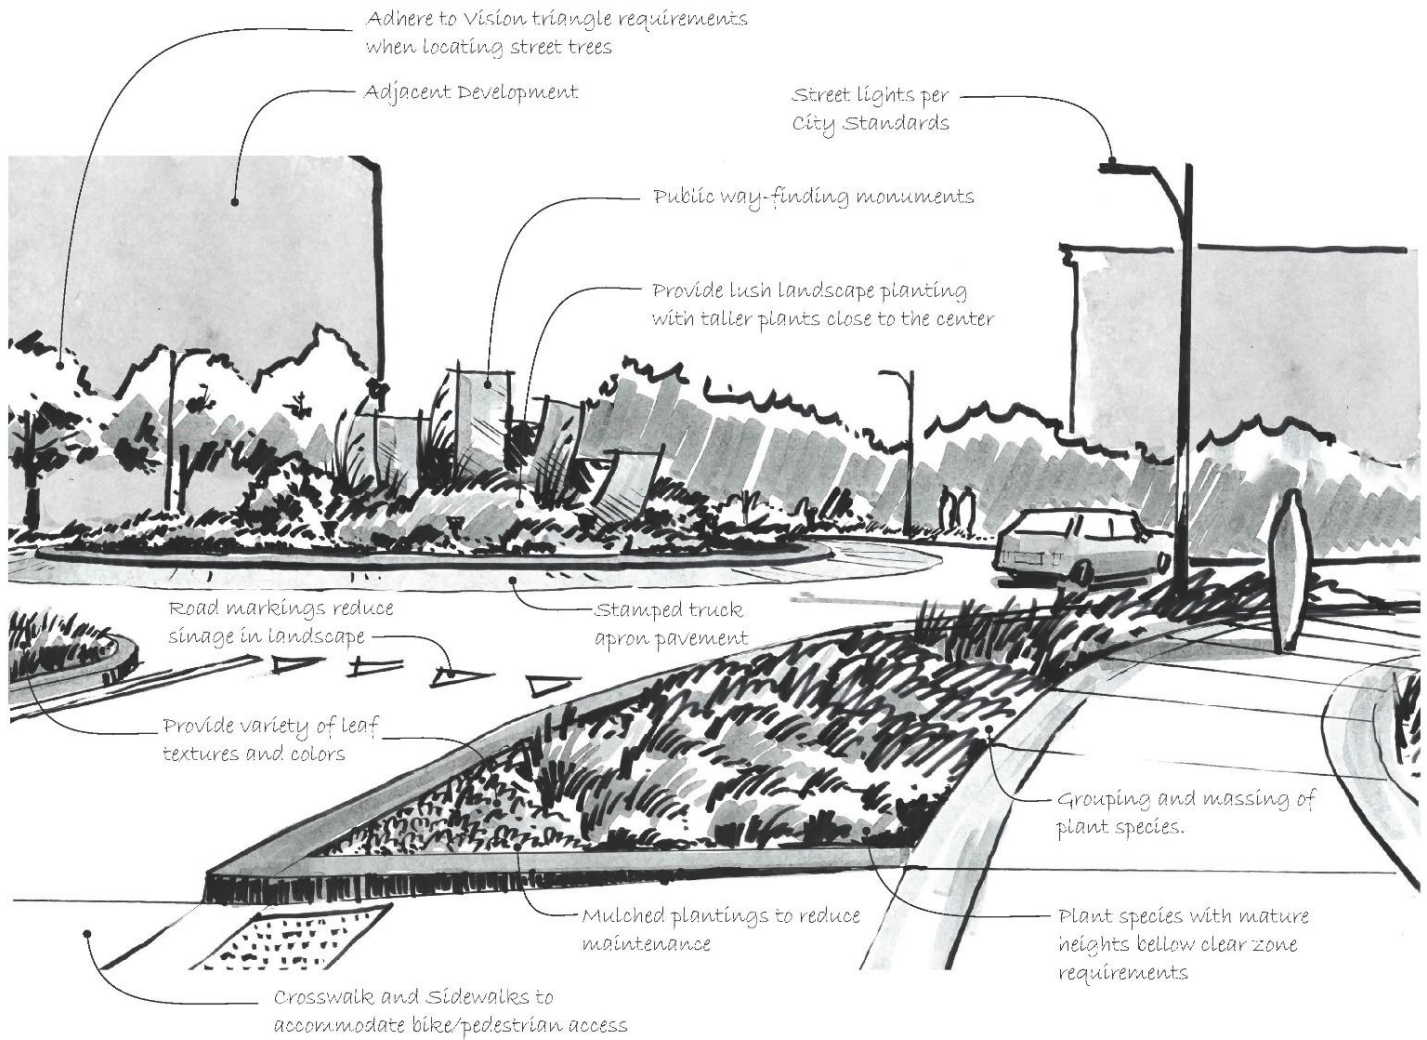 Adhere to Vision triangle requirements
when locating street trees
Adjacent Development
Street lights per
City Standards
Public way-finding monuments
Provide lush landscape planting
with taller plants close to the center
Road markings reduce
sinage in landscape
Stamped truck
apron pavement
Provide variety of leaf
textures and colors
Grouping and massing of
plant species.
Mulched plantings to reduce
maintenance
Plant species with mature
heights bellow clear zone
requirements
Crosswalk and Sidewalks to
accommodate bike/pedestrian access